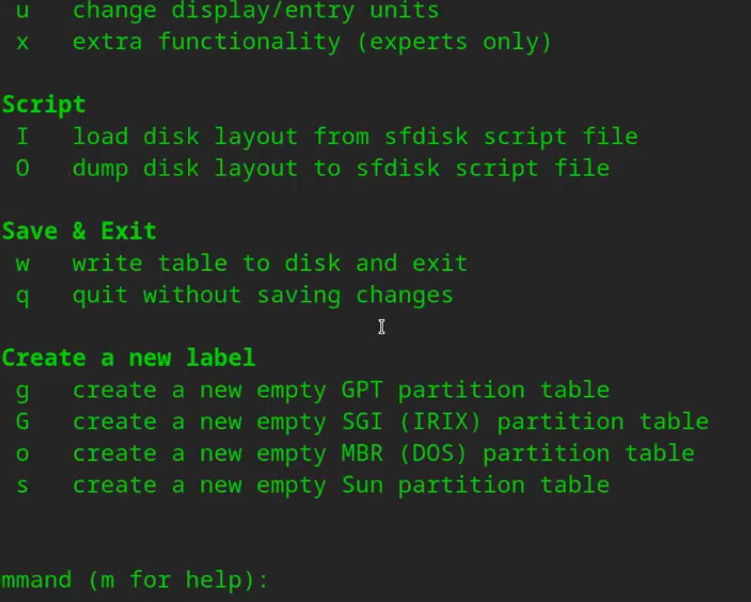 u change display/entry units
x extra functionality (experts only)
Script
I load disk layout from sfdisk script file
O dump disk layout to sfdisk script file
Save & Exit
w write table to disk and exit
q quit without saving changes
Create a new label
g create a new empty GPT partition table
G create a new empty SGI (IRIX) partition table
o create a new empty MBR (DOS) partition table
s create a new empty Sun partition table
mmand (m for help):